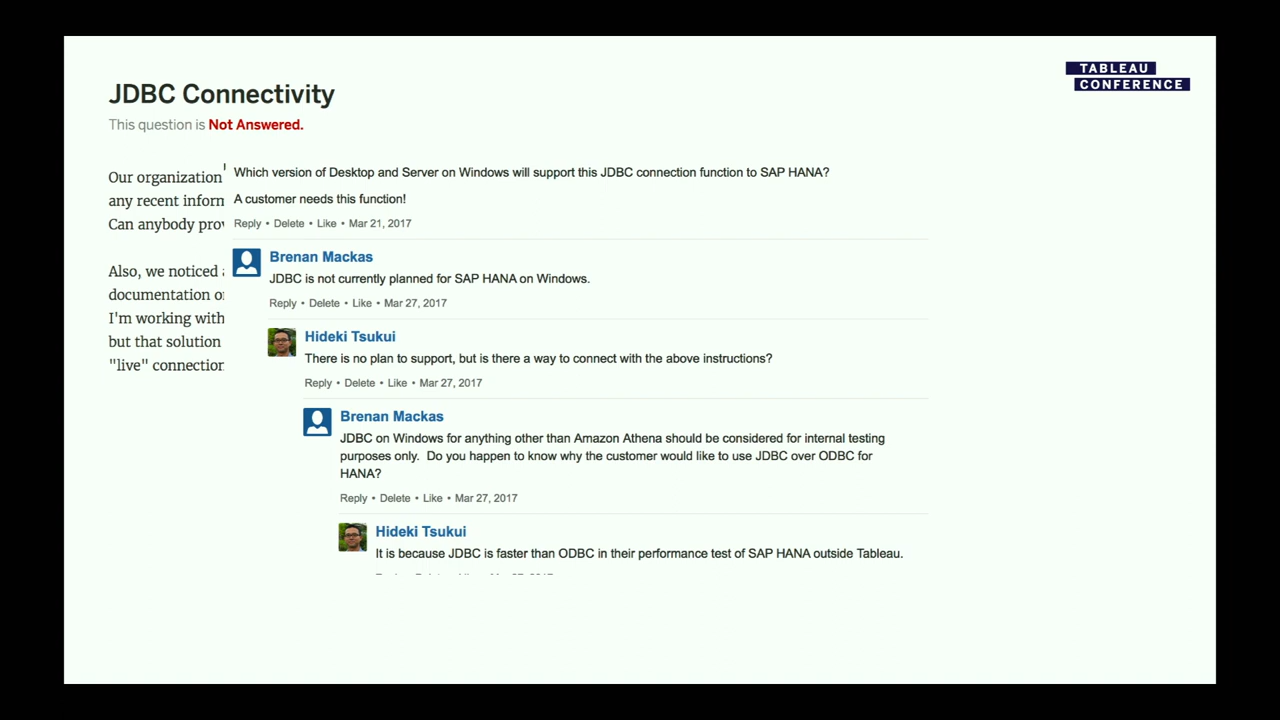 TABLEAU
CONFERENCE
JDBC Connectivity
This question is Not Answered.
Our organization
any recent inform
Can anybody prov
Also, we noticed
documentation o
I'm working with
but that solution
"live" connection
Which version of Desktop and Server on Windows will support this JDBC connection function to SAP HANA?
A customer needs this function!
Reply • Delete • Like • Mar 21, 2017
Brenan Mackas
JDBC is not currently planned for SAP HANA on Windows.
Reply • Delete • Like • Mar 27, 2017
Hideki Tsukui
There is no plan to support, but is there a way to connect with the above instructions?
Reply • Delete • Like • Mar 27, 2017
Brenan Mackas
JDBC on Windows for anything other than Amazon Athena should be considered for internal testing
purposes only. Do you happen to know why the customer would like to use JDBC over ODBC for
HANA?
Reply • Delete • Like • Mar 27, 2017
Hideki Tsukui
It is because JDBC is faster than ODBC in their performance test of SAP HANA outside Tableau.